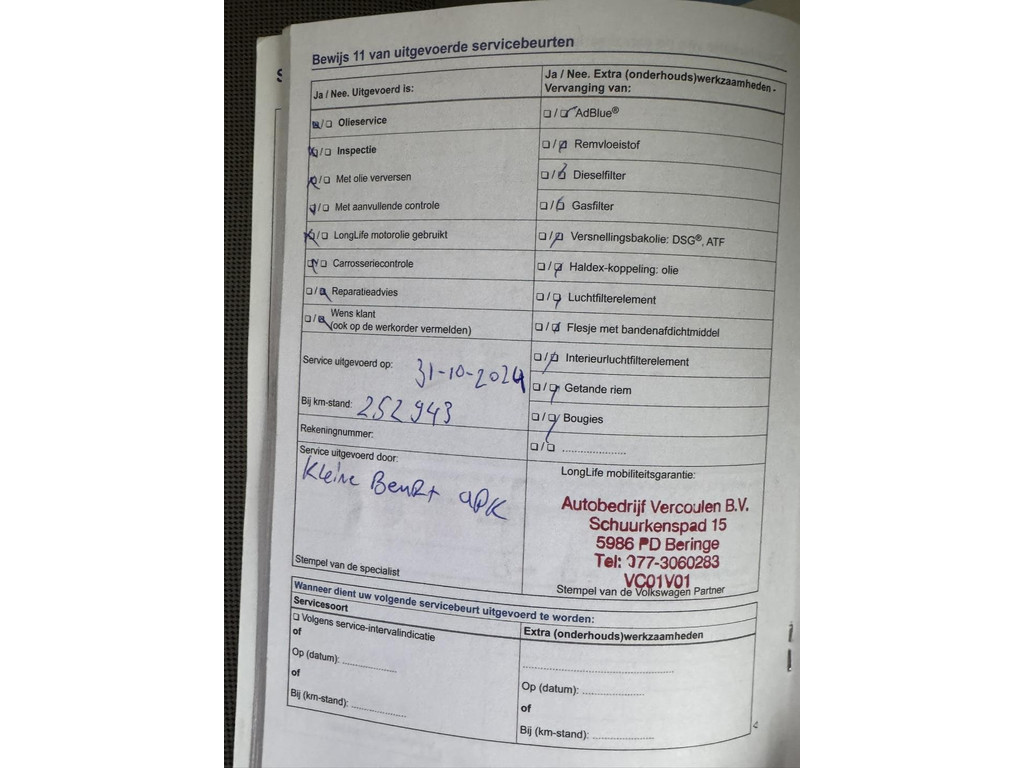 Bewijs 11 van uitgevoerde servicebeurten
Ja / Nee. Uitgevoerd is:
Olieservice
Inspectie
Met olie verversen
Met aanvullende controle
LongLife motorolie gebruikt
Carrosseriecontrole
Reparatieadvies
Wens klant
(ook op de werkorder vermelden)
Service uitgevoerd op: 31-10-2024
Bij km-stand: 252943
Rekeningnummer:
Service uitgevoerd door:
Kleine Beurt APK
Stempel van de specialist
Ja / Nee. Extra (onderhouds)werkzaamheden -
Vervanging van:
AdBlue®
Remvloeistof
Dieselfilter
Gasfilter
Versnellingsbakolie: DSG®, ATF
Haldex-koppeling: olie
Luchtfilterelement
Flesje met bandenafdichtmiddel
Interieurluchtfilterelement
Getande riem
Bougies
LongLife mobiliteitsgarantie:
Autobedrijf Vercoulen B.V.
Schuurkenspad 15
5986 PD Beringe
Tel: 077-3060283
VC01V01
Stempel van de Volkswagen Partner
Wanneer dient uw volgende servicebeurt uitgevoerd te worden:
Servicesoort
Volgens service-intervalindicatie
of
Op (datum):
of
Bij (km-stand):
Extra (onderhouds)werkzaamheden
Op (datum):
of
Bij (km-stand):